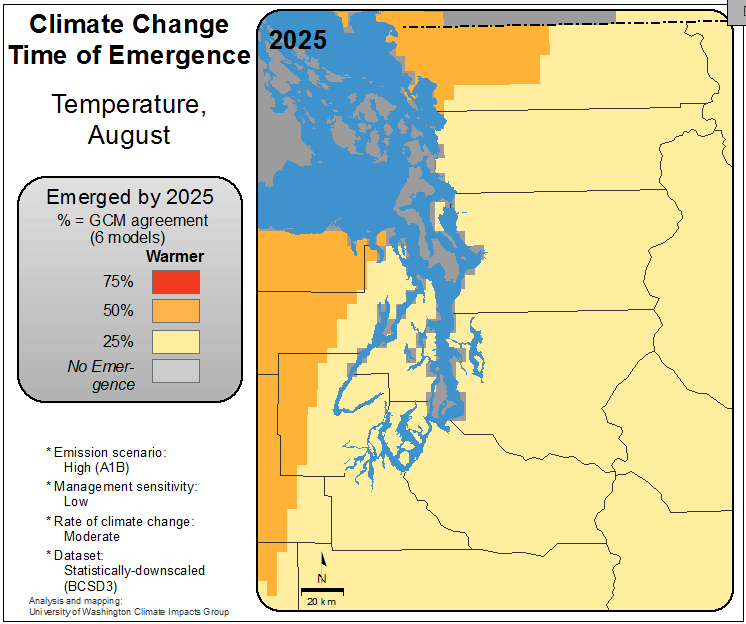 Climate Change
Time of Emergence
Temperature,
August
Emerged by 2025
% = GCM agreement
(6 models)
Warmer
75%
50%
25%
No Emer-
gence
* Emission scenario:
High (A1B)
* Management sensitivity:
Low
* Rate of climate change:
Moderate
* Dataset:
Statistically-downscaled
(BCSD3)
Analysis and mapping:
University of Washington Climate Impacts Group
2025
N
20 km